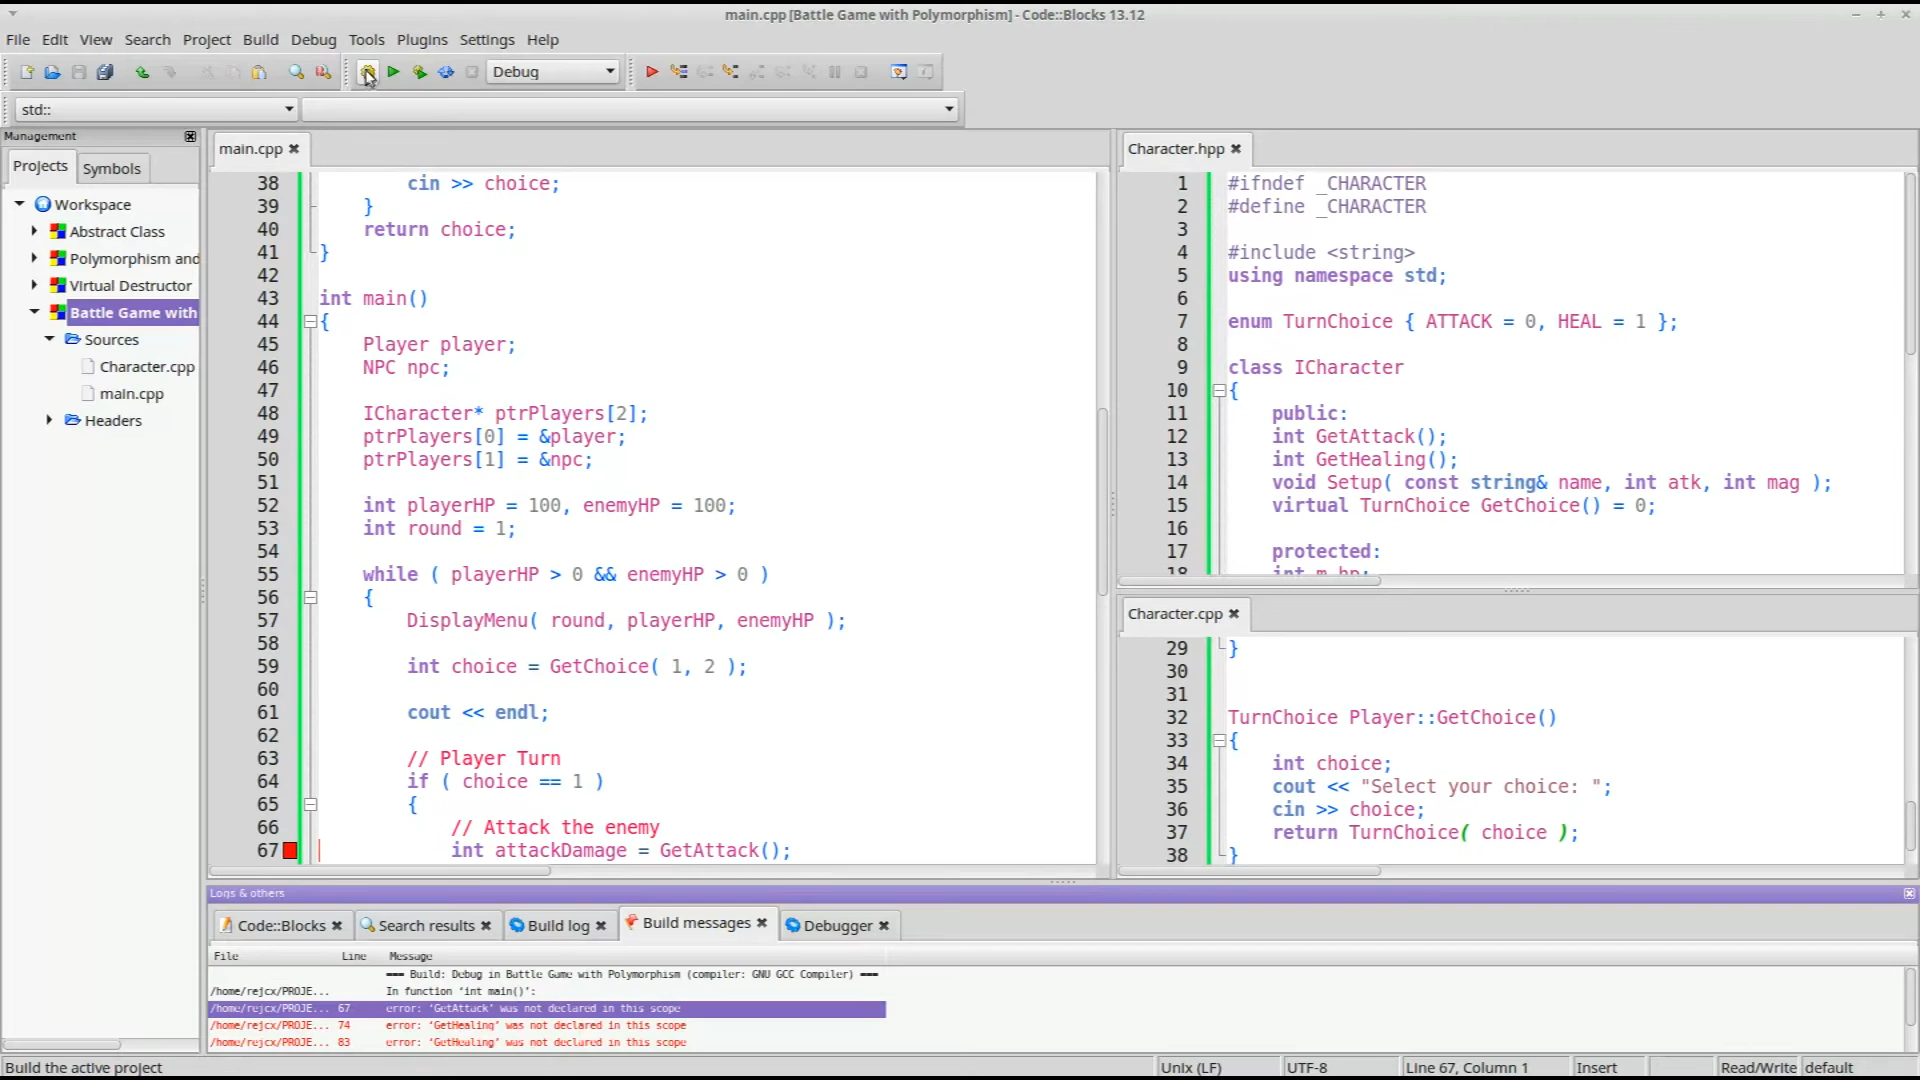 main.cpp [Battle Game with Polymorphism] - Code::Blocks 13.12
File Edit View Search Project Build Debug Tools Plugins Settings Help
Debug
std::
Management
Projects Symbols
Workspace
Abstract Class
Polymorphism and
Virtual Destructor
Battle Game with
Sources
Character.cpp
main.cpp
Headers
main.cpp
38 cin >> choice;
39 }
40 return choice;
41 }
42
43 int main()
44 {
45 Player player;
46 NPC npc;
47
48 ICharacter* ptrPlayers[2];
49 ptrPlayers[0] = &player;
50 ptrPlayers[1] = &npc;
51
52 int playerHP = 100, enemyHP = 100;
53 int round = 1;
54
55 while ( playerHP > 0 && enemyHP > 0 )
56 {
57 DisplayMenu( round, playerHP, enemyHP );
58
59 int choice = GetChoice( 1, 2 );
60
61 cout << endl;
62
63 // Player Turn
64 if ( choice == 1 )
65 {
66 // Attack the enemy
67 int attackDamage = GetAttack();
Character.hpp
1 #ifndef _CHARACTER
2 #define _CHARACTER
3
4 #include <string>
5 using namespace std;
6
7 enum TurnChoice { ATTACK = 0, HEAL = 1 };
8
9 class ICharacter
10 {
11 public:
12 int GetAttack();
13 int GetHealing();
14 void Setup( const string& name, int atk, int mag );
15 virtual TurnChoice GetChoice() = 0;
16
17 protected:
18 int m_hp;
Character.cpp
29 }
30
31
32 TurnChoice Player::GetChoice()
33 {
34 int choice;
35 cout << "Select your choice: ";
36 cin >> choice;
37 return TurnChoice( choice );
38 }
Logs & others
Code::Blocks Search results Build log Build messages Debugger
File Line Message
=== Build: Debug in Battle Game with Polymorphism (compiler: GNU GCC Compiler) ===
/home/rejcx/PROJE... In function ‘int main()’:
/home/rejcx/PROJE... 67 error: ‘GetAttack’ was not declared in this scope
/home/rejcx/PROJE... 74 error: ‘GetHealing’ was not declared in this scope
/home/rejcx/PROJE... 83 error: ‘GetHealing’ was not declared in this scope
Build the active project Unix (LF) UTF-8 Line 67, Column 1 Insert Read/Write default